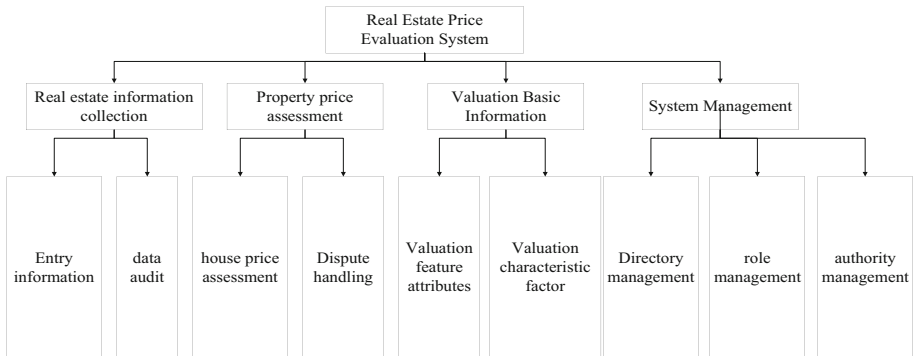 Real Estate Price
Evaluation System
Real estate information
collection
Property price
assessment
Valuation Basic
Information
System Management
Entry
information
data
audit
house price
assessment
Dispute
handling
Valuation
feature
attributes
Valuation
characteristic
factor
Directory
management
role
management
authority
management